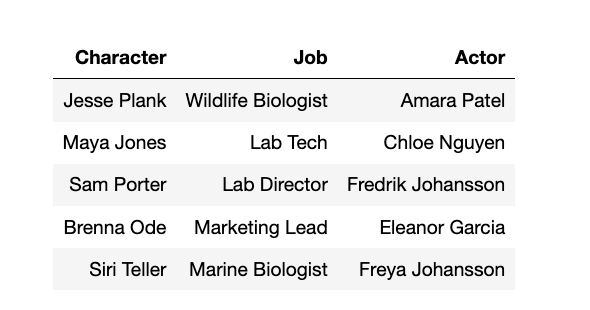 Character Job Actor
Jesse Plank Wildlife Biologist Amara Patel
Maya Jones Lab Tech Chloe Nguyen
Sam Porter Lab Director Fredrik Johansson
Brenna Ode Marketing Lead Eleanor Garcia
Siri Teller Marine Biologist Freya Johansson